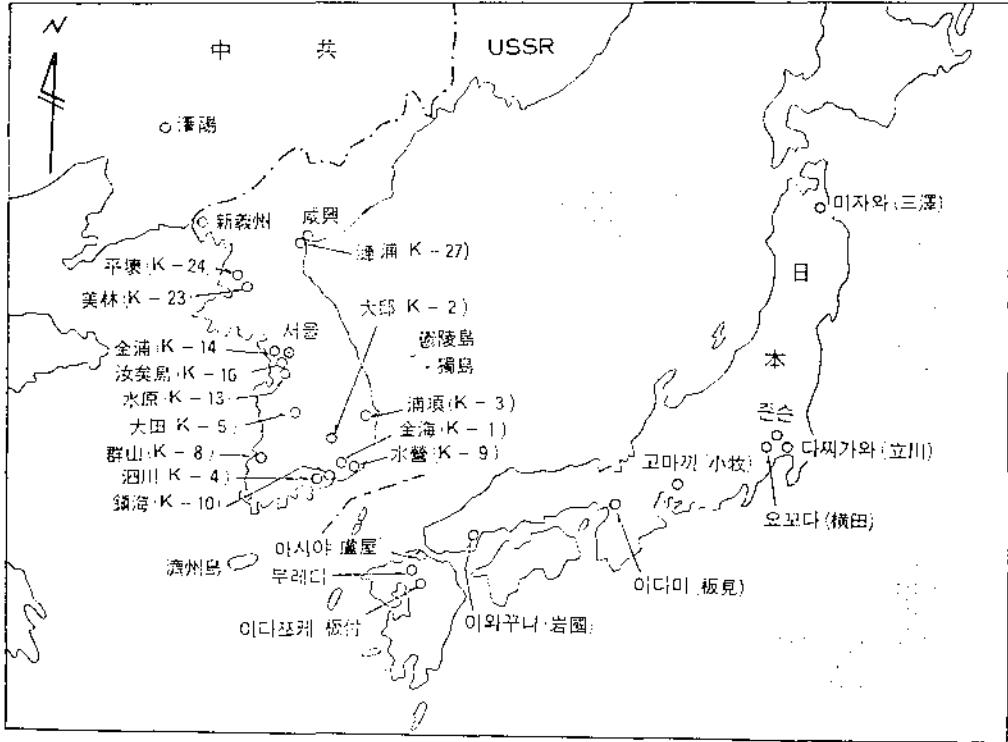 N
中 共
USSR
瀋陽
新義州
咸興
連浦 K-27)
平壤(K-24)
美林(K-23)
大邱 K-2)
서울
鬱陵島
獨島
金浦(K-14
汝矣島(K-16
水原(K-13)
大田 K-5)
群山(K-8)
泗川 K-4)
鎭海(K-10)
浦項(K-3)
金海(K-1)
水營(K-9)
濟州島
아시야 蘆屋
부레디
이다쯔케 板付
이와꾸니·岩國)
이다미 (板見)
고마끼 (小牧)
요꼬다 (橫田)
다찌가와 (立川)
죤슨
日
本
미자와 (三澤)